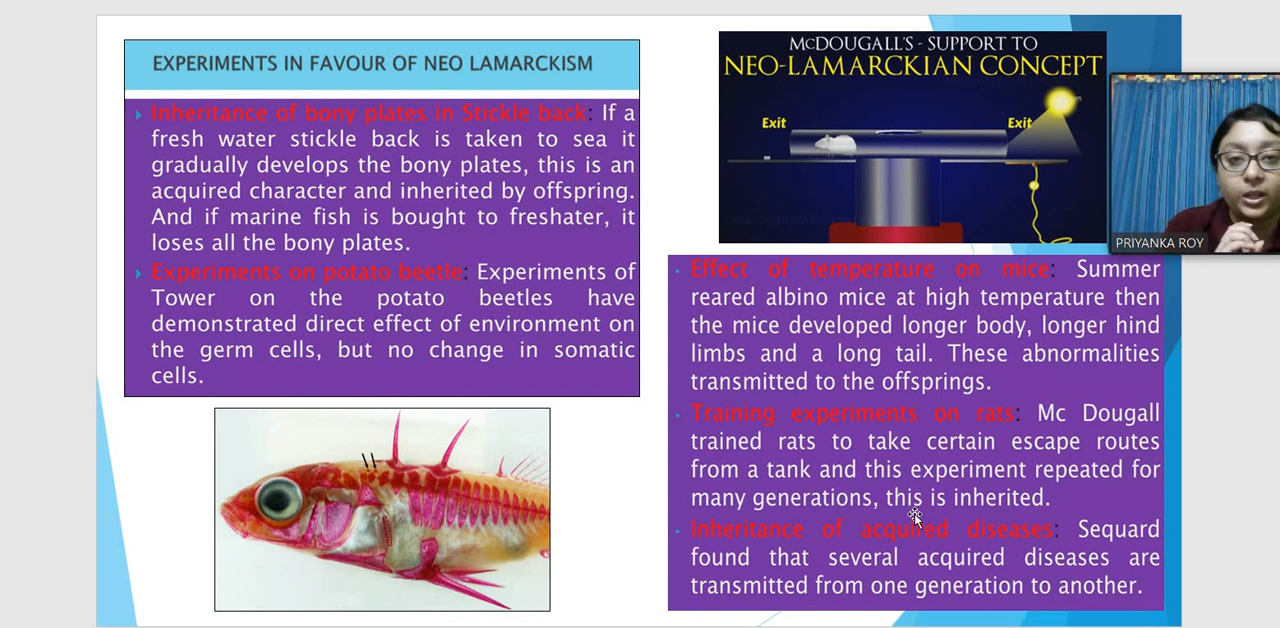 EXPERIMENTS IN FAVOUR OF NEO LAMARCKISM
Inheritance of bony plates in Stickle back: If a
fresh water stickle back is taken to sea it
gradually develops the bony plates, this is an
acquired character and inherited by offspring.
And if marine fish is bought to freshater, it
loses all the bony plates.
Experiments on potato beetle: Experiments of
Tower on the potato beetles have
demonstrated direct effect of environment on
the germ cells, but no change in somatic
cells.
McDOUGALL'S - SUPPORT TO
NEO-LAMARCKIAN CONCEPT
Exit
Exit
PRIYANKA ROY
Effect of temperature on mice: Summer
reared albino mice at high temperature then
the mice developed longer body, longer hind
limbs and a long tail. These abnormalities
transmitted to the offsprings.
Training experiments on rats: Mc Dougall
trained rats to take certain escape routes
from a tank and this experiment repeated for
many generations, this is inherited.
Inheritance of acquired diseases: Sequard
found that several acquired diseases are
transmitted from one generation to another.